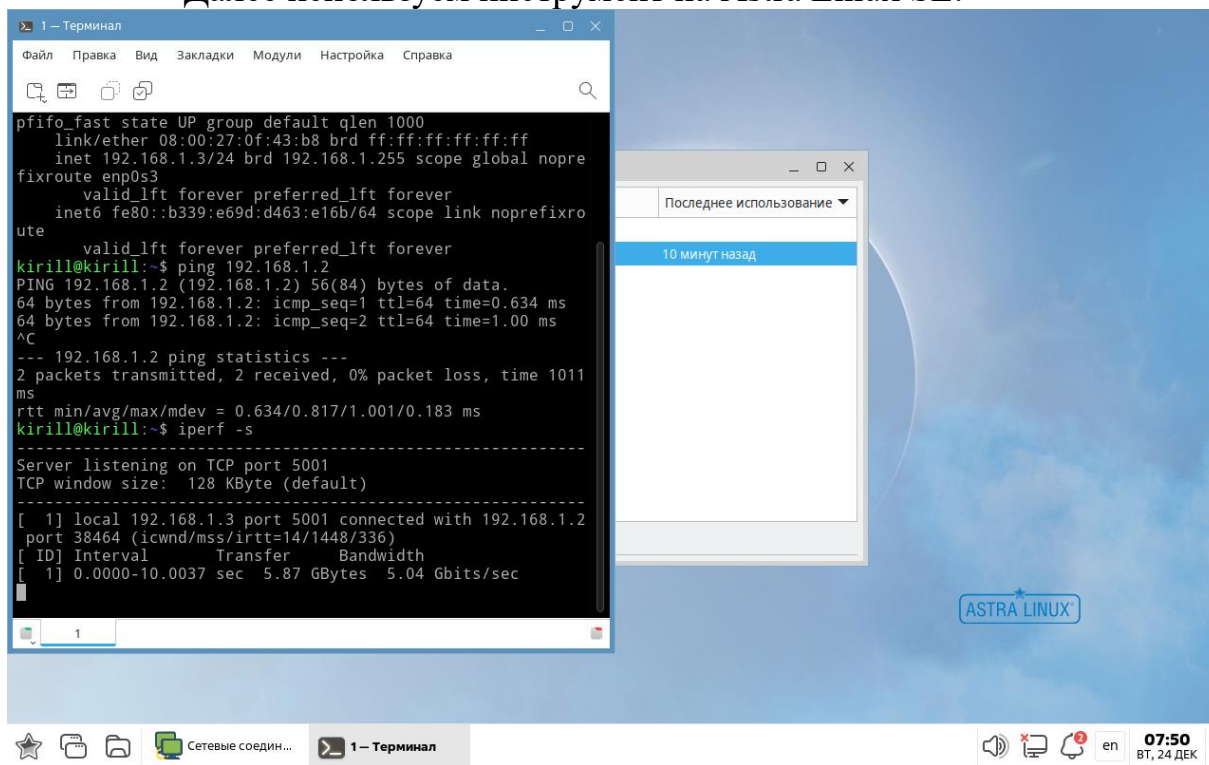 Далее используем инструмент на Astra Linux SE:
1 — Терминал
Файл Правка Вид Закладки Модули Настройка Справка
pfifo_fast state UP group default qlen 1000
    link/ether 08:00:27:0f:43:b8 brd ff:ff:ff:ff:ff:ff
    inet 192.168.1.3/24 brd 192.168.1.255 scope global nopre
fixroute enp0s3
       valid_lft forever preferred_lft forever
    inet6 fe80::b339:e69d:d463:e16b/64 scope link noprefixro
ute
       valid_lft forever preferred_lft forever
kirill@kirill:~$ ping 192.168.1.2
PING 192.168.1.2 (192.168.1.2) 56(84) bytes of data.
64 bytes from 192.168.1.2: icmp_seq=1 ttl=64 time=0.634 ms
64 bytes from 192.168.1.2: icmp_seq=2 ttl=64 time=1.00 ms
^C
--- 192.168.1.2 ping statistics ---
2 packets transmitted, 2 received, 0% packet loss, time 1011
ms
rtt min/avg/max/mdev = 0.634/0.817/1.001/0.183 ms
kirill@kirill:~$ iperf -s
------------------------------------------------------------
Server listening on TCP port 5001
TCP window size:  128 KByte (default)
------------------------------------------------------------
[  1] local 192.168.1.3 port 5001 connected with 192.168.1.2
 port 38464 (icwnd/mss/irtt=14/1448/336)
[ ID] Interval       Transfer     Bandwidth
[  1] 0.0000-10.0037 sec  5.87 GBytes  5.04 Gbits/sec
1
Последнее использование
10 минут назад
ASTRA LINUX
Сетевые соедин...
1 — Терминал
2
en
07:50
ВТ, 24 ДЕК